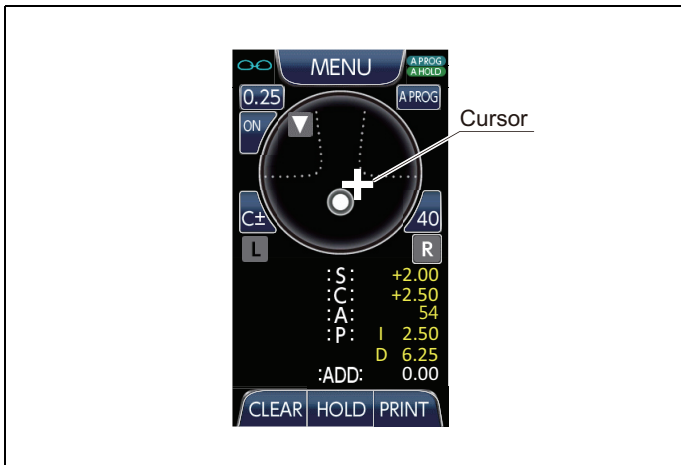 MENU
A PROG
A HOLD
0.25
A PROG
ON
Cursor
C±
40
L
R
:S: +2.00
:C: +2.50
:A: 54
:P: I 2.50
D 6.25
:ADD: 0.00
CLEAR HOLD PRINT